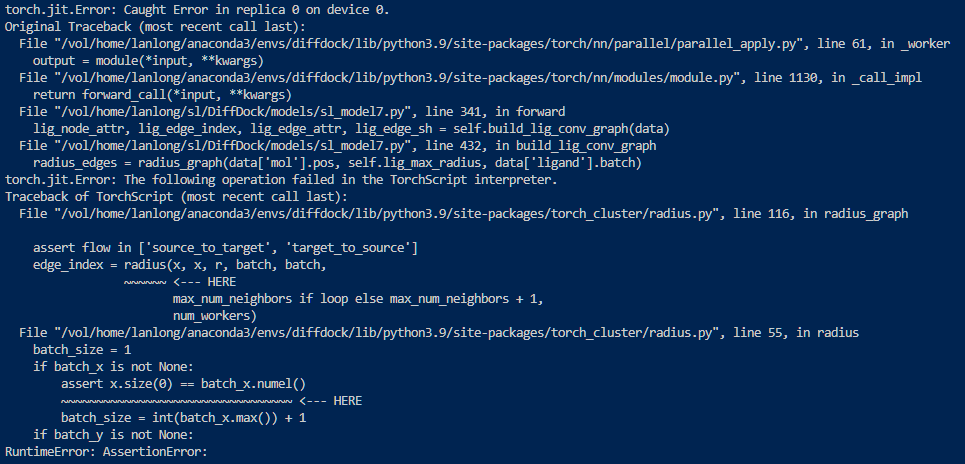 torch.jit.Error: Caught Error in replica 0 on device 0.
Original Traceback (most recent call last):
  File "/vol/home/lanlong/anaconda3/envs/diffdock/lib/python3.9/site-packages/torch/nn/parallel/parallel_apply.py", line 61, in _worker
    output = module(*input, **kwargs)
  File "/vol/home/lanlong/anaconda3/envs/diffdock/lib/python3.9/site-packages/torch/nn/modules/module.py", line 1130, in _call_impl
    return forward_call(*input, **kwargs)
  File "/vol/home/lanlong/sl/DiffDock/models/sl_model7.py", line 341, in forward
    lig_node_attr, lig_edge_index, lig_edge_attr, lig_edge_sh = self.build_lig_conv_graph(data)
  File "/vol/home/lanlong/sl/DiffDock/models/sl_model7.py", line 432, in build_lig_conv_graph
    radius_edges = radius_graph(data['mol'].pos, self.lig_max_radius, data['ligand'].batch)
torch.jit.Error: The following operation failed in the TorchScript interpreter.
Traceback of TorchScript (most recent call last):
  File "/vol/home/lanlong/anaconda3/envs/diffdock/lib/python3.9/site-packages/torch_cluster/radius.py", line 116, in radius_graph
    assert flow in ['source_to_target', 'target_to_source']
    edge_index = radius(x, x, r, batch, batch,
                 ~~~~~~ <--- HERE
                        max_num_neighbors if loop else max_num_neighbors + 1,
                        num_workers)
  File "/vol/home/lanlong/anaconda3/envs/diffdock/lib/python3.9/site-packages/torch_cluster/radius.py", line 55, in radius
    batch_size = 1
    if batch_x is not None:
        assert x.size(0) == batch_x.numel()
        ~~~~~~~~~~~~~~~~~~~~~~~~~~~~~~~~~ <--- HERE
        batch_size = int(batch_x.max()) + 1
    if batch_y is not None:
RuntimeError: AssertionError: